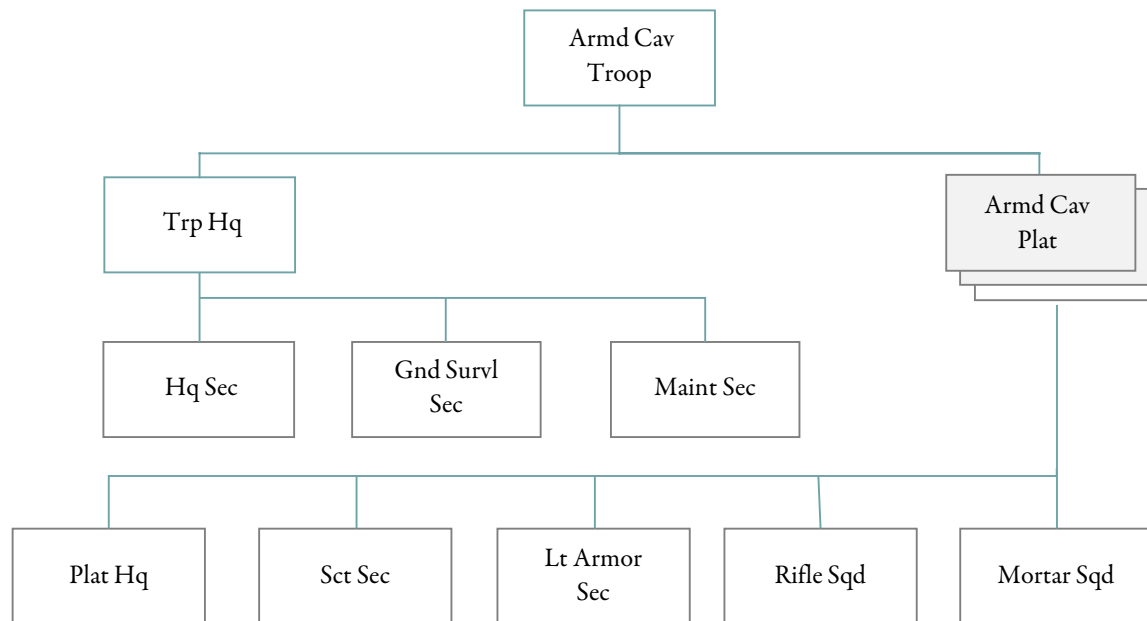 Armd Cav
Troop
Trp Hq
Armd Cav
Plat
Hq Sec
Gnd Survl
Sec
Maint Sec
Plat Hq
Sct Sec
Lt Armor
Sec
Rifle Sqd
Mortar Sqd